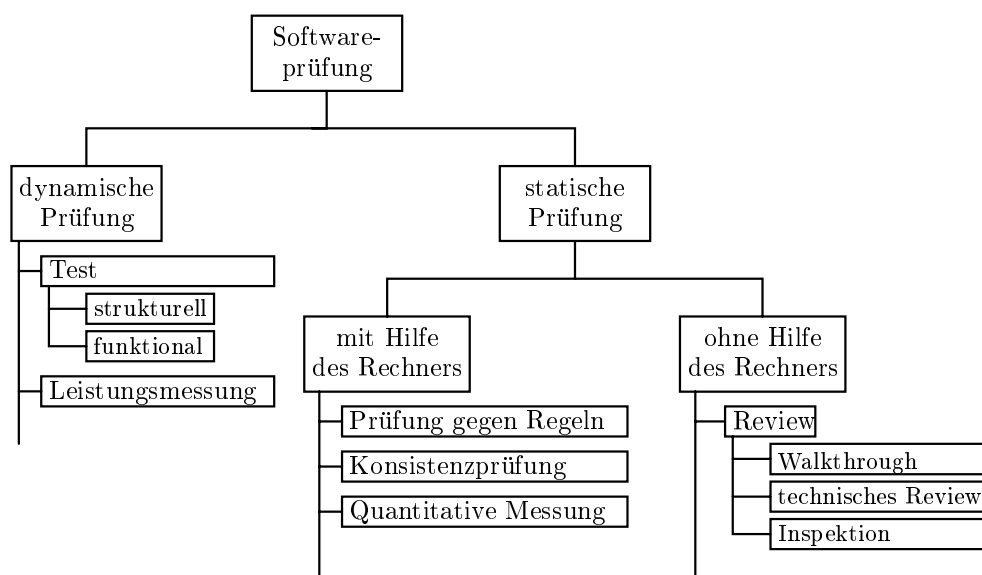 Software-
prüfung
dynamische
Prüfung
statische
Prüfung
Test
strukturell
funktional
Leistungsmessung
mit Hilfe
des Rechners
ohne Hilfe
des Rechners
Prüfung gegen Regeln
Konsistenzprüfung
Quantitative Messung
Review
Walkthrough
technisches Review
Inspektion